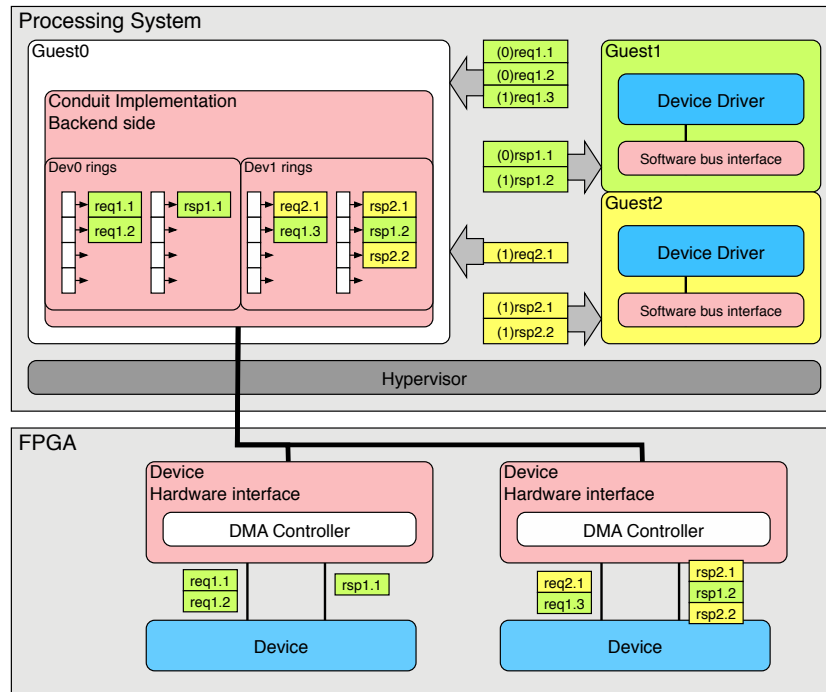 Processing System
Guest0
Conduit Implementation
Backend side
Dev0 rings
req1.1
req1.2
rsp1.1
Dev1 rings
req2.1
req1.3
rsp2.1
rsp1.2
rsp2.2
(0)req1.1
(0)req1.2
(1)req1.3
(0)rsp1.1
(1)rsp1.2
(1)req2.1
(1)rsp2.1
(1)rsp2.2
Guest1
Device Driver
Software bus interface
Guest2
Device Driver
Software bus interface
Hypervisor
FPGA
Device
Hardware interface
DMA Controller
req1.1
req1.2
rsp1.1
Device
Device
Hardware interface
DMA Controller
req2.1
req1.3
rsp2.1
rsp1.2
rsp2.2
Device